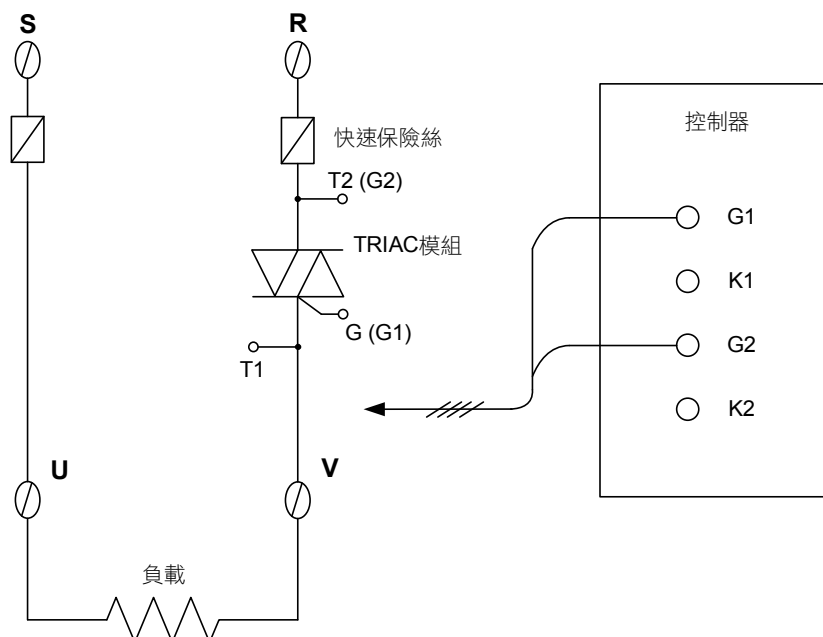 S
R
快速保險絲
T2 (G2)
TRIAC模組
G (G1)
T1
U
V
負載
控制器
G1
K1
G2
K2